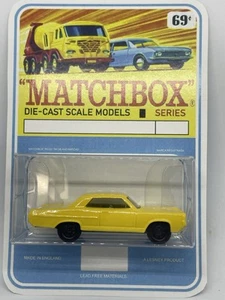 69¢
"MATCHBOX"
DIE-CAST SCALE MODELS SERIES
MADE IN ENGLAND
LEAD FREE MATERIALS